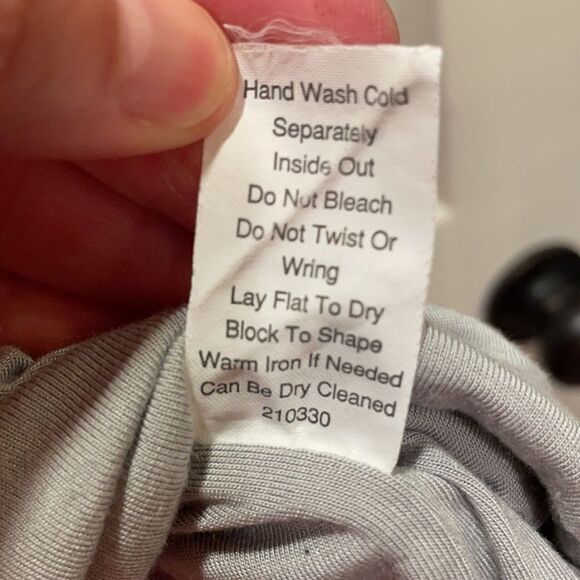 Hand Wash Cold
Separately
Inside Out
Do Not Bleach
Do Not Twist Or
Wring
Lay Flat To Dry
Block To Shape
Warm Iron If Needed
Can Be Dry Cleaned
210330